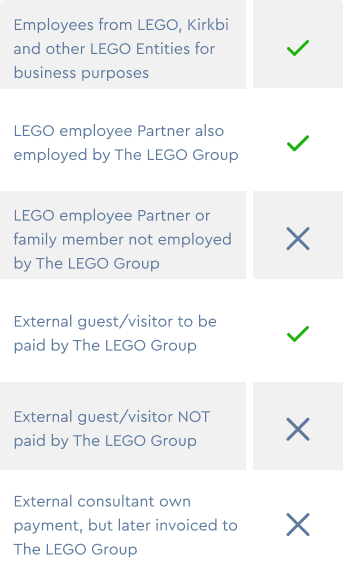 Employees from LEGO, Kirkbi
and other LEGO Entities for
business purposes
LEGO employee Partner also
employed by The LEGO Group
LEGO employee Partner or
family member not employed
by The LEGO Group
External guest/visitor to be
paid by The LEGO Group
External guest/visitor NOT
paid by The LEGO Group
External consultant own
payment, but later invoiced to
The LEGO Group